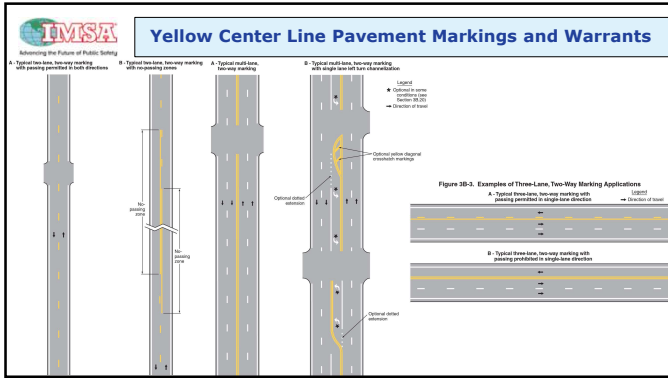 IMSA
Advancing the Future of Public Safety
Yellow Center Line Pavement Markings and Warrants
A - Typical two-lane, two-way marking
with passing permitted in both directions
B - Typical two-lane, two-way marking
with no-passing zones
No-
passing
zone
No-
passing
zone
A - Typical multi-lane,
two-way marking
B - Typical multi-lane, two-way marking
with single lane left turn channelization
Legend
★ Optional in some
conditions (see
Section 3B.20)
→ Direction of travel
Optional yellow diagonal
crosshatch markings
Optional dotted
extension
Optional dotted
extension
Figure 3B-3. Examples of Three-Lane, Two-Way Marking Applications
A - Typical three-lane, two-way marking with
passing permitted in single-lane direction
Legend
→ Direction of travel
B - Typical three-lane, two-way marking with
passing prohibited in single-lane direction